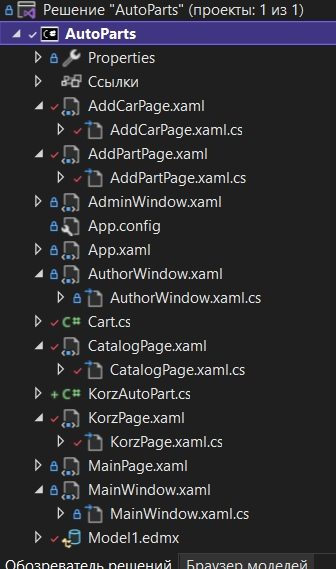 Решение "AutoParts" (проекты: 1 из 1)
AutoParts
Properties
Ссылки
AddCarPage.xaml
AddCarPage.xaml.cs
AddPartPage.xaml
AddPartPage.xaml.cs
AdminWindow.xaml
App.config
App.xaml
AuthorWindow.xaml
AuthorWindow.xaml.cs
C# Cart.cs
CatalogPage.xaml
CatalogPage.xaml.cs
C# KorzAutoPart.cs
KorzPage.xaml
KorzPage.xaml.cs
MainPage.xaml
MainWindow.xaml
MainWindow.xaml.cs
Model1.edmx
Обозреватель решений Браузер моделей